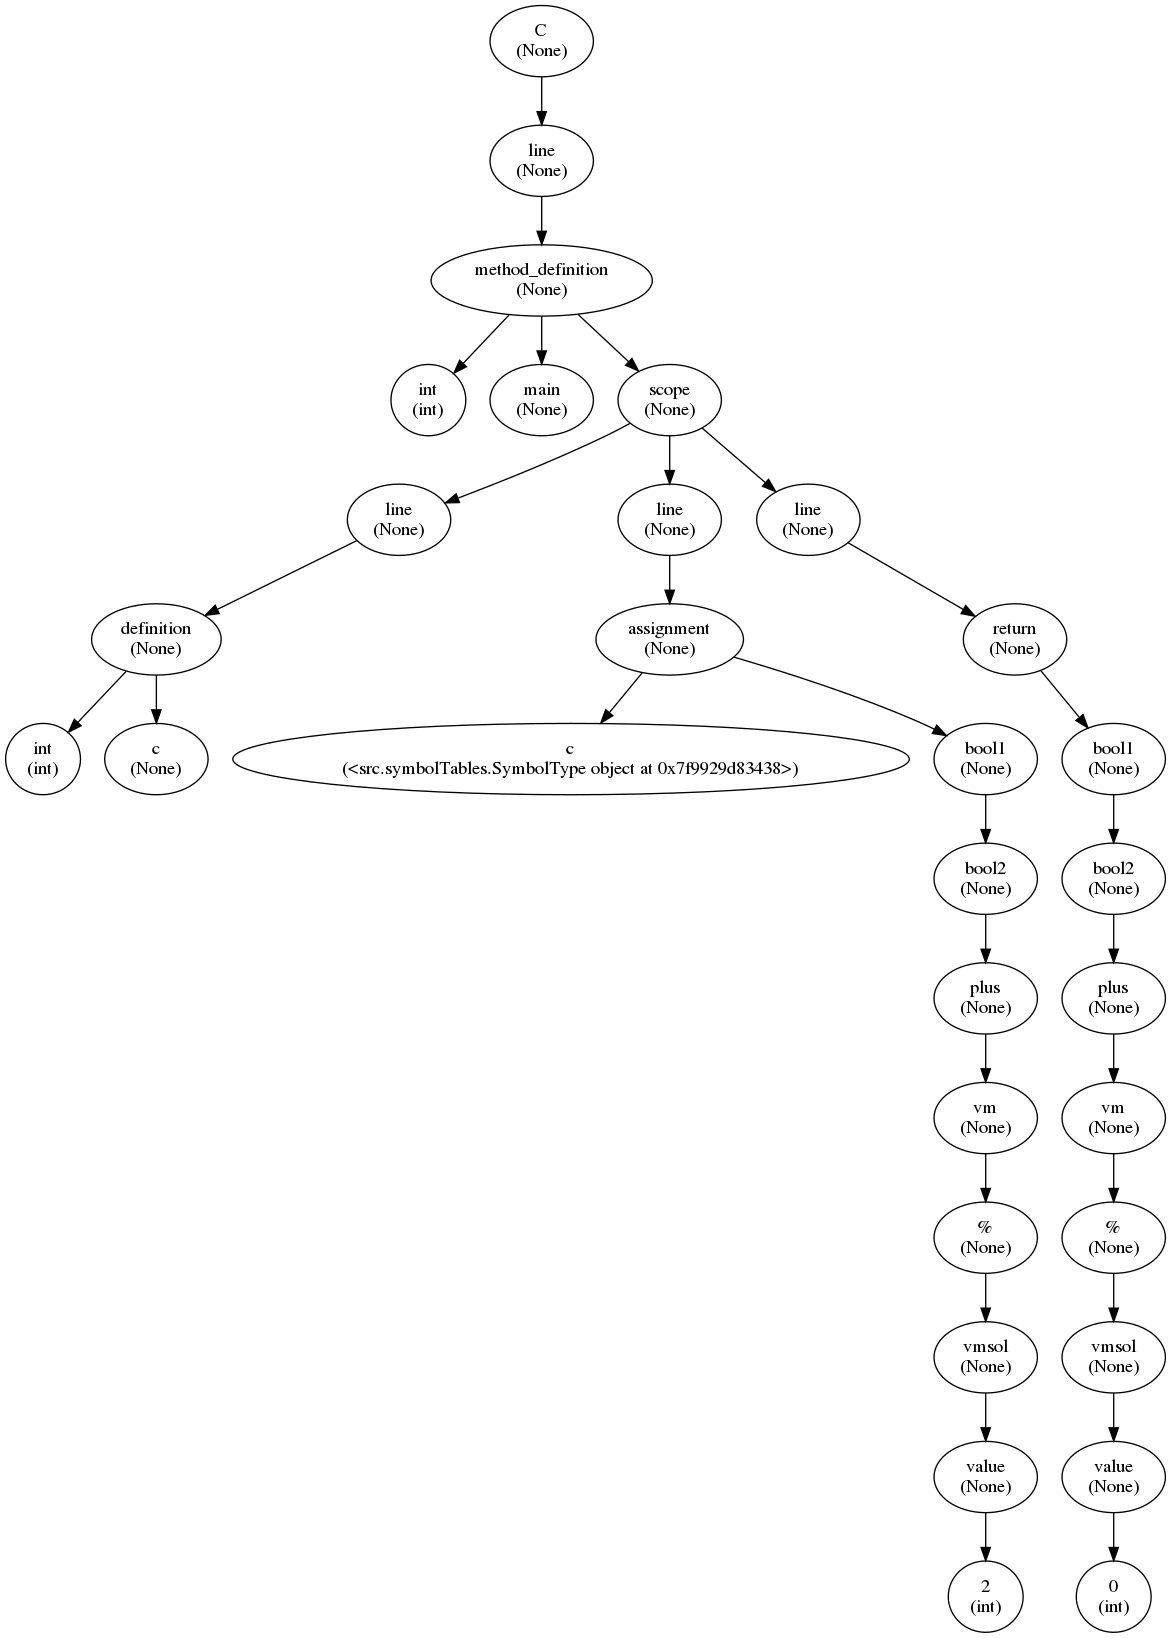 C
(None)
line
(None)
method_definition
(None)
int
(int)
main
(None)
scope
(None)
line
(None)
line
(None)
line
(None)
definition
(None)
assignment
(None)
return
(None)
int
(int)
c
(None)
c
(<src.symbolTables.SymbolType object at 0x7f9929d83438>)
bool1
(None)
bool1
(None)
bool2
(None)
bool2
(None)
plus
(None)
plus
(None)
vm
(None)
vm
(None)
%
(None)
%
(None)
vmsol
(None)
vmsol
(None)
value
(None)
value
(None)
2
(int)
0
(int)